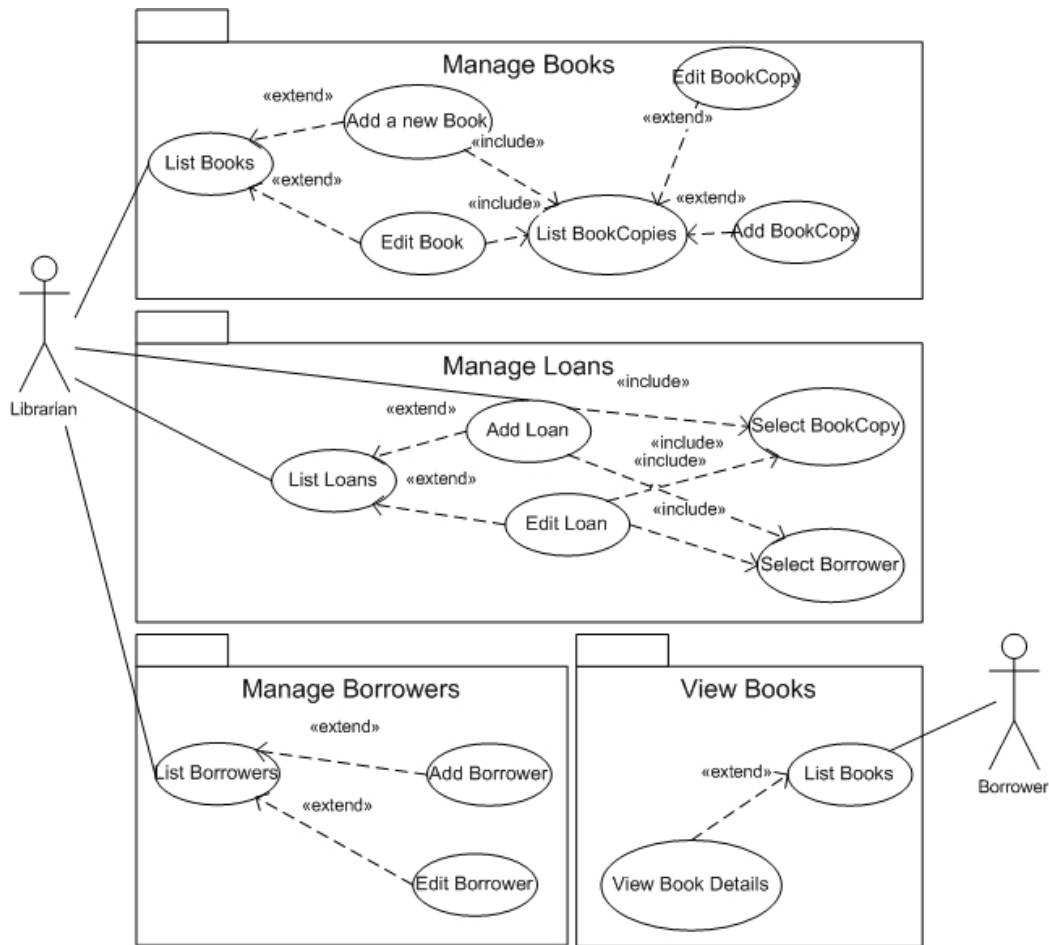 Manage Books
Edit BookCopy
«extend»
Add a new Book
«extend»
«include»
List Books
«extend»
«include»
«extend»
Edit Book
List BookCopies
Add BookCopy
Librarian
Manage Loans
«include»
«extend»
Add Loan
Select BookCopy
«include»
«include»
List Loans
«extend»
«include»
Edit Loan
Select Borrower
Manage Borrowers
«extend»
List Borrowers
Add Borrower
«extend»
Edit Borrower
View Books
«extend»
List Books
View Book Details
Borrower